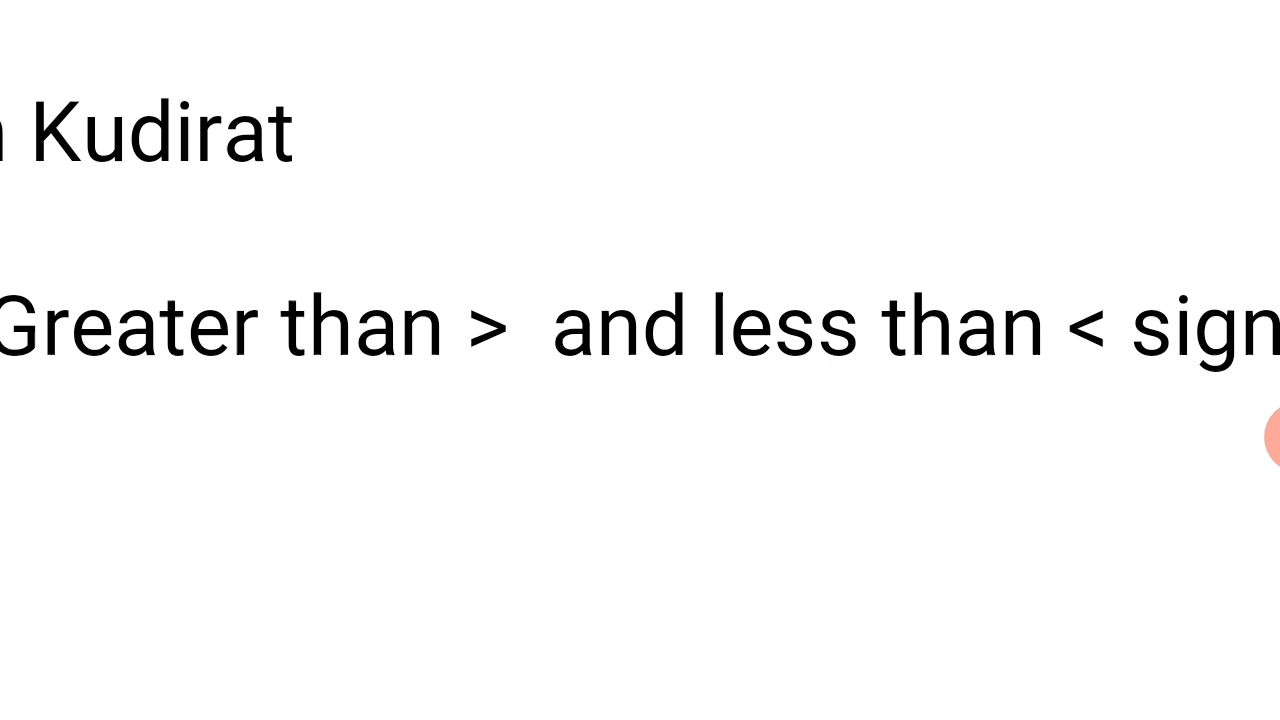 Kudirat
Greater than > and less than < sign